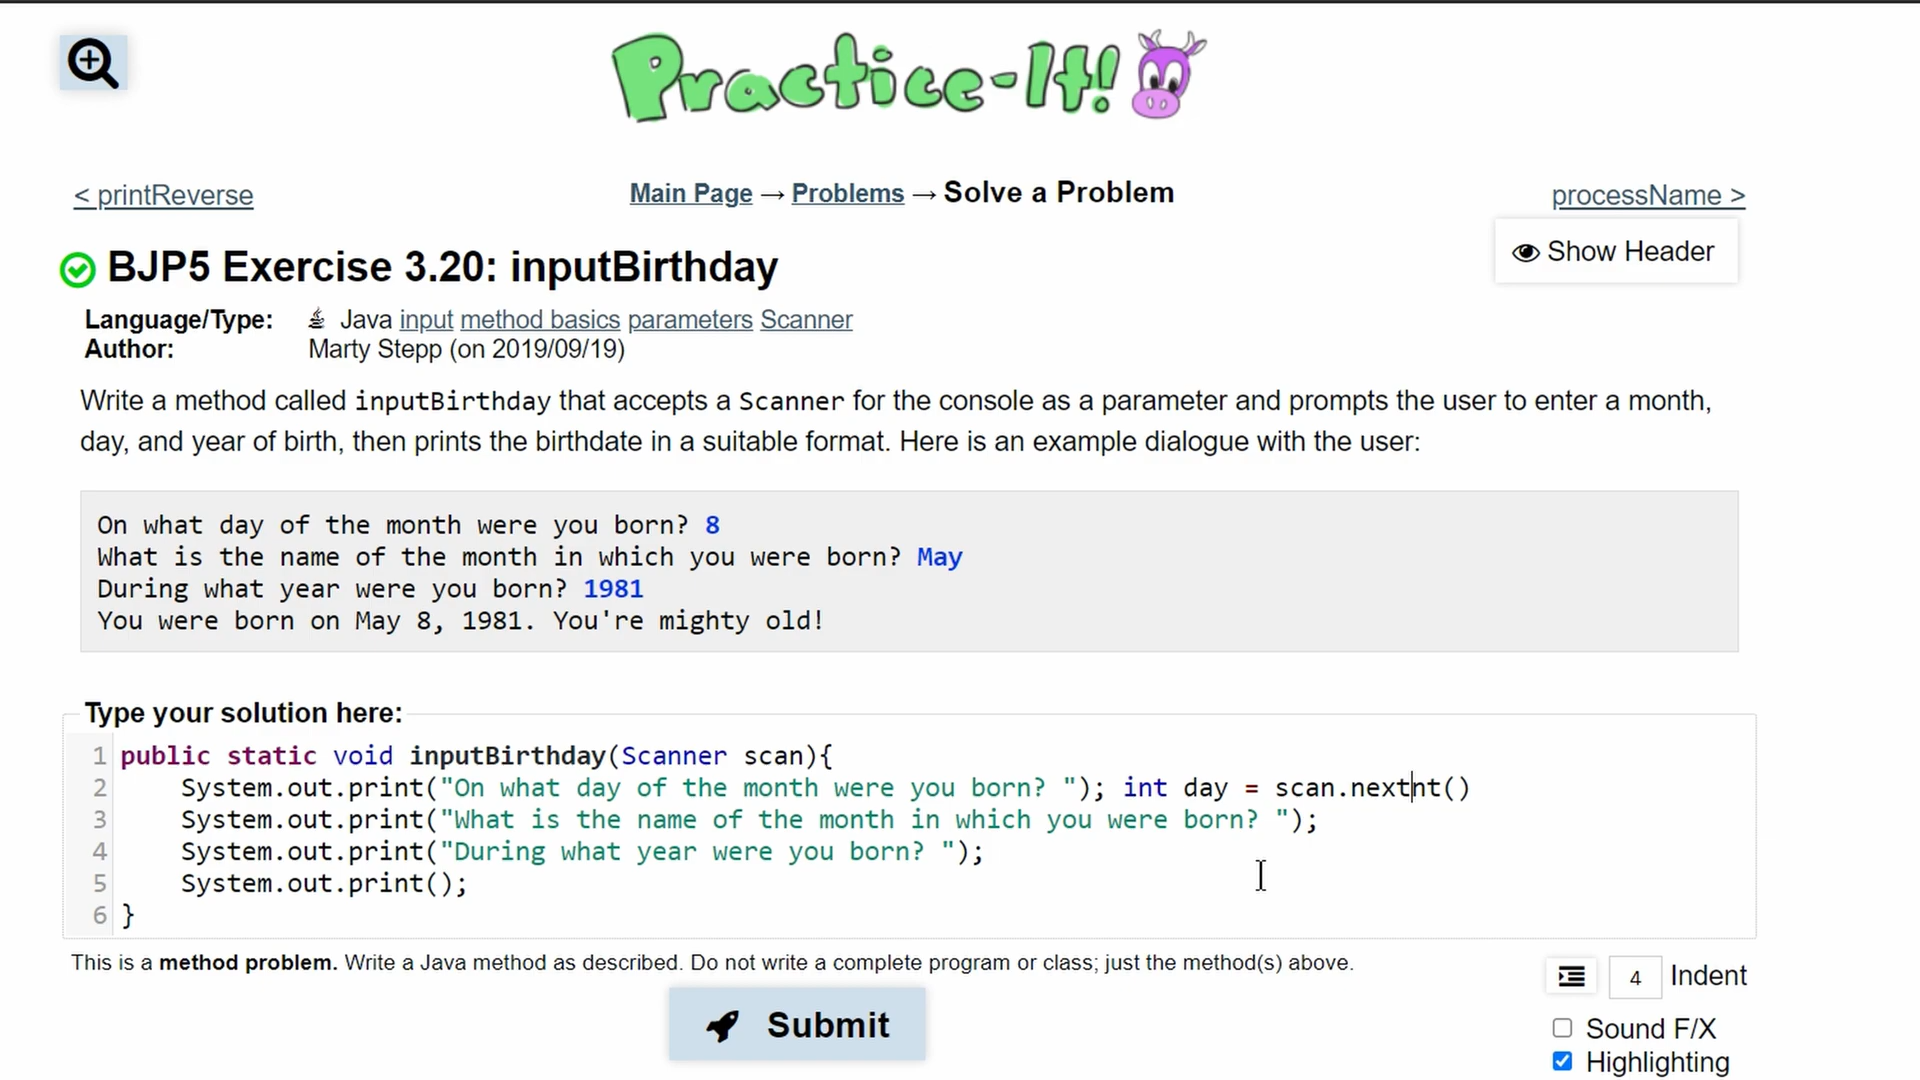 Practice-It!
< printReverse
Main Page → Problems → Solve a Problem
processName >
Show Header
BJP5 Exercise 3.20: inputBirthday
Language/Type: Java input method basics parameters Scanner
Author: Marty Stepp (on 2019/09/19)
Write a method called inputBirthday that accepts a Scanner for the console as a parameter and prompts the user to enter a month,
day, and year of birth, then prints the birthdate in a suitable format. Here is an example dialogue with the user:
On what day of the month were you born? 8
What is the name of the month in which you were born? May
During what year were you born? 1981
You were born on May 8, 1981. You're mighty old!
Type your solution here:
1 public static void inputBirthday(Scanner scan){
2     System.out.print("On what day of the month were you born? "); int day = scan.nextnt()
3     System.out.print("What is the name of the month in which you were born? ");
4     System.out.print("During what year were you born? ");
5     System.out.print();
6 }
This is a method problem. Write a Java method as described. Do not write a complete program or class; just the method(s) above.
4 Indent
Submit
Sound F/X
Highlighting